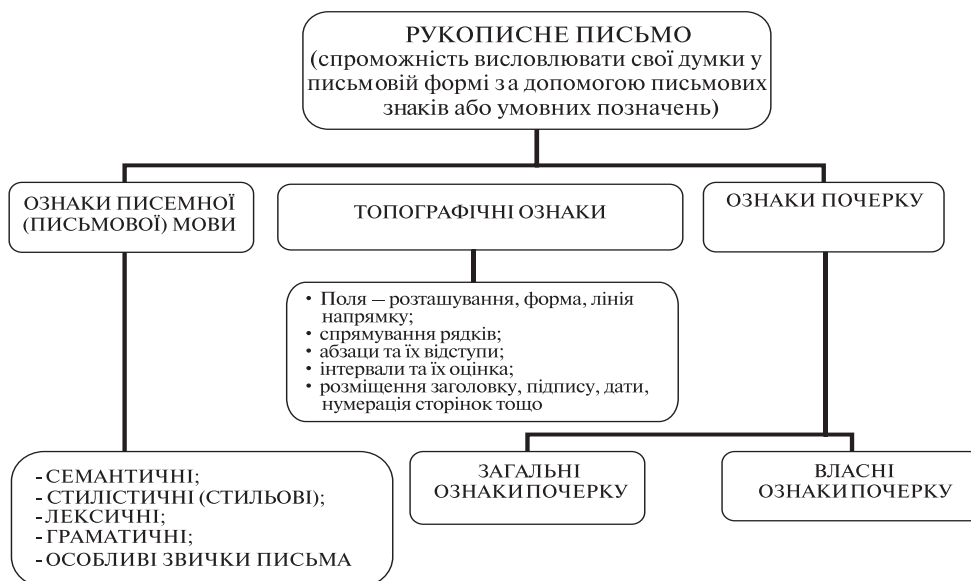 РУКОПИСНЕ ПИСЬМО
(спроможність висловлювати свої думки у
письмовій формі за допомогою письмових
знаків або умовних позначень)
ОЗНАКИ ПИСЕМНОЇ
(ПИСЬМОВОЇ) МОВИ
ТОПОГРАФІЧНІ ОЗНАКИ
ОЗНАКИ ПОЧЕРКУ
• Поля – розташування, форма, лінія
напрямку;
• спрямування рядків;
• абзаци та їх відступи;
• інтервали та їх оцінка;
• розміщення заголовку, підпису, дати,
нумерація сторінок тощо
- СЕМАНТИЧНІ;
- СТИЛІСТИЧНІ (СТИЛЬОВІ);
- ЛЕКСИЧНІ;
- ГРАМАТИЧНІ;
- ОСОБЛИВІ ЗВИЧКИ ПИСЬМА
ЗАГАЛЬНІ
ОЗНАКИ ПОЧЕРКУ
ВЛАСНІ
ОЗНАКИ ПОЧЕРКУ